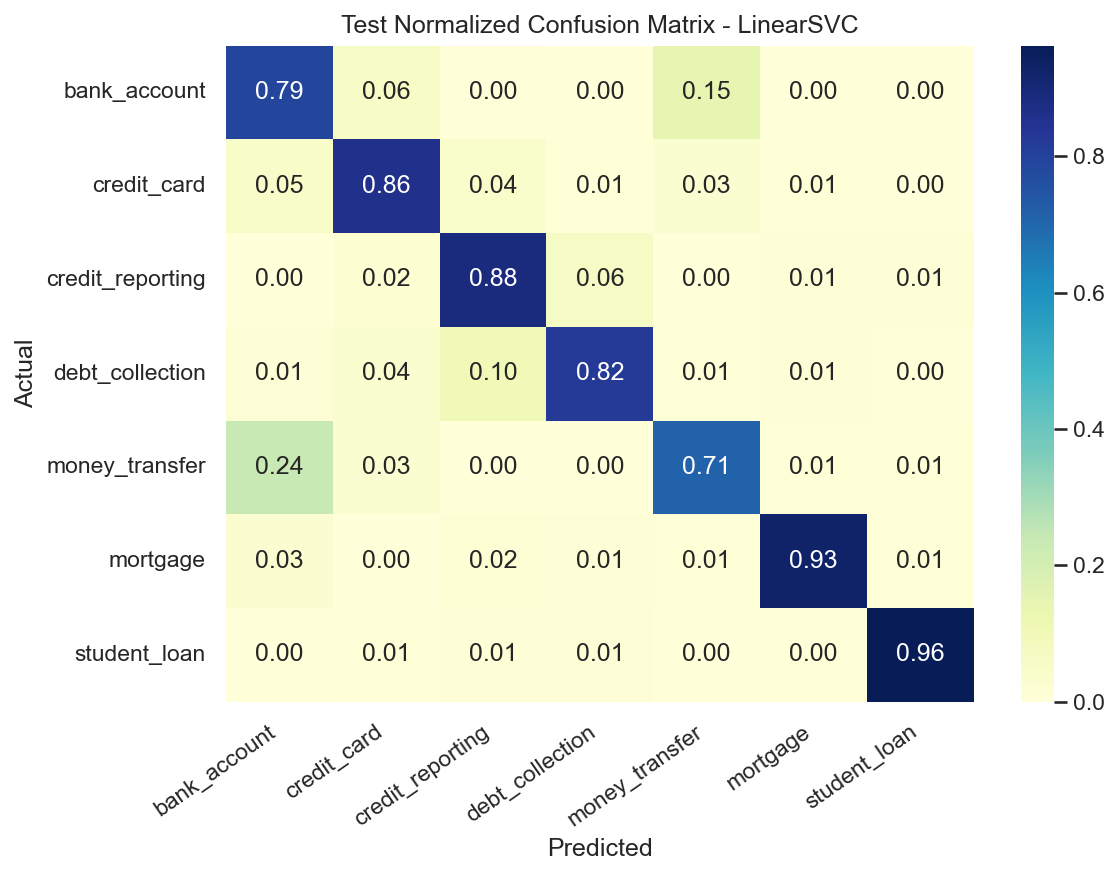 Test Normalized Confusion Matrix - LinearSVC
bank_account 0.79 0.06 0.00 0.00 0.15 0.00 0.00
credit_card 0.05 0.86 0.04 0.01 0.03 0.01 0.00
credit_reporting 0.00 0.02 0.88 0.06 0.00 0.01 0.01
debt_collection 0.01 0.04 0.10 0.82 0.01 0.01 0.00
money_transfer 0.24 0.03 0.00 0.00 0.71 0.01 0.01
mortgage 0.03 0.00 0.02 0.01 0.01 0.93 0.01
student_loan 0.00 0.01 0.01 0.01 0.00 0.00 0.96
Actual
bank_account credit_card credit_reporting debt_collection money_transfer mortgage student_loan
Predicted
0.8
0.6
0.4
0.2
0.0